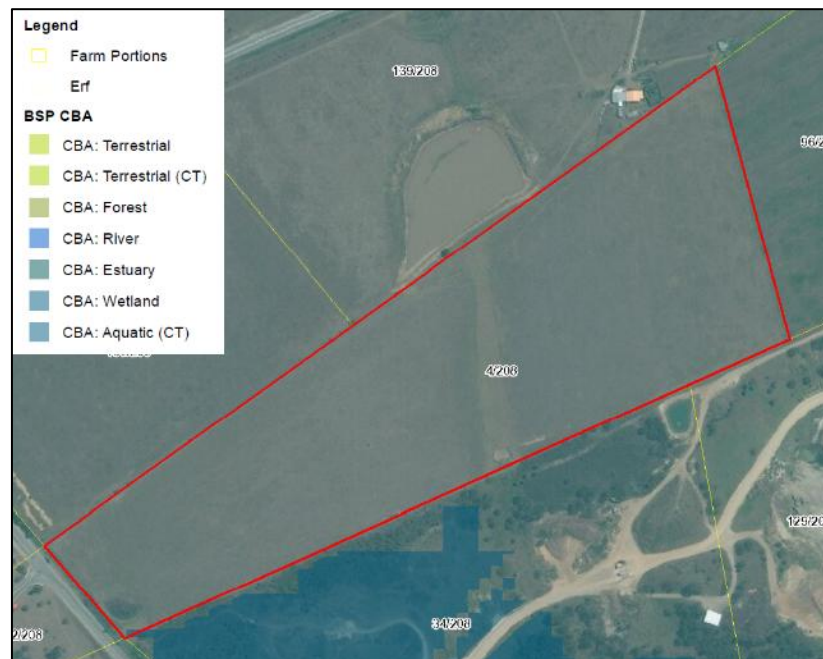 Legend
Farm Portions
Erf
BSP CBA
CBA: Terrestrial
CBA: Terrestrial (CT)
CBA: Forest
CBA: River
CBA: Estuary
CBA: Wetland
CBA: Aquatic (CT)
139/208
4/208
34/208